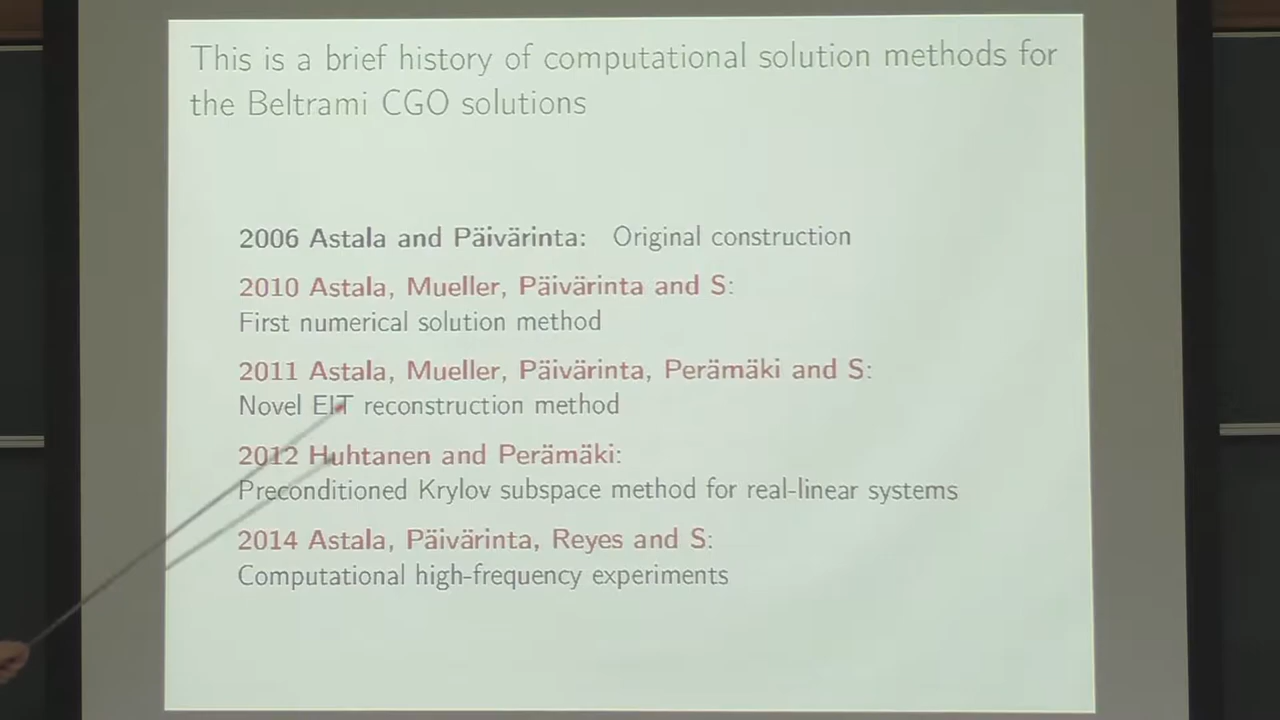 This is a brief history of computational solution methods for
the Beltrami CGO solutions
2006 Astala and Päivärinta: Original construction
2010 Astala, Mueller, Päivärinta and S:
First numerical solution method
2011 Astala, Mueller, Päivärinta, Perämäki and S:
Novel EIT reconstruction method
2012 Huhtanen and Perämäki:
Preconditioned Krylov subspace method for real-linear systems
2014 Astala, Päivärinta, Reyes and S:
Computational high-frequency experiments